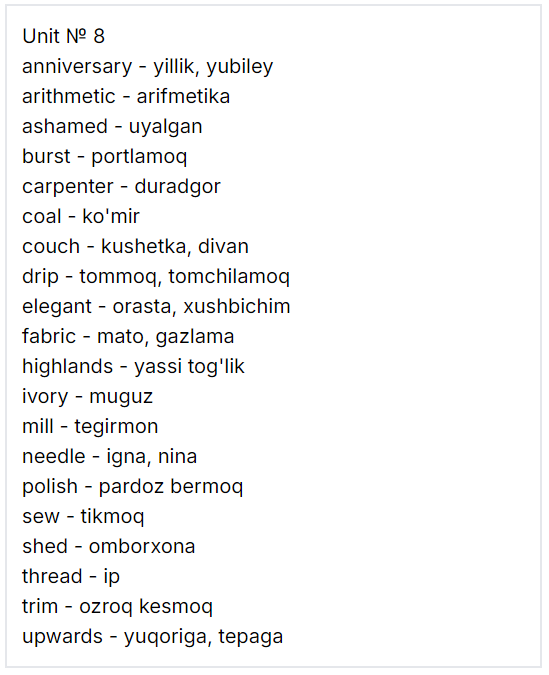 Unit № 8
anniversary - yillik, yubiley
arithmetic - arifmetika
ashamed - uyalgan
burst - portlamoq
carpenter - duradgor
coal - ko'mir
couch - kushetka, divan
drip - tommoq, tomchilamoq
elegant - orasta, xushbichim
fabric - mato, gazlama
highlands - yassi tog'lik
ivory - muguz
mill - tegirmon
needle - igna, nina
polish - pardoz bermoq
sew - tikmoq
shed - omborxona
thread - ip
trim - ozroq kesmoq
upwards - yuqoriga, tepaga